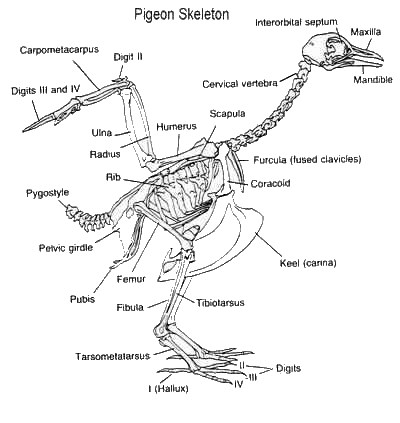 Pigeon Skeleton
Interorbital septum
Maxilla
Carpometacarpus
Digit II
Mandible
Cervical vertebra
Digits III and IV
Scapula
Ulna
Humerus
Radius
Furcula (fused clavicles)
Rib
Coracoid
Pygostyle
Pelvic girdle
Keel (carina)
Femur
Pubis
Fibula
Tibiotarsus
Tarsometatarsus
II
Digits
III
I (Hallux)
IV